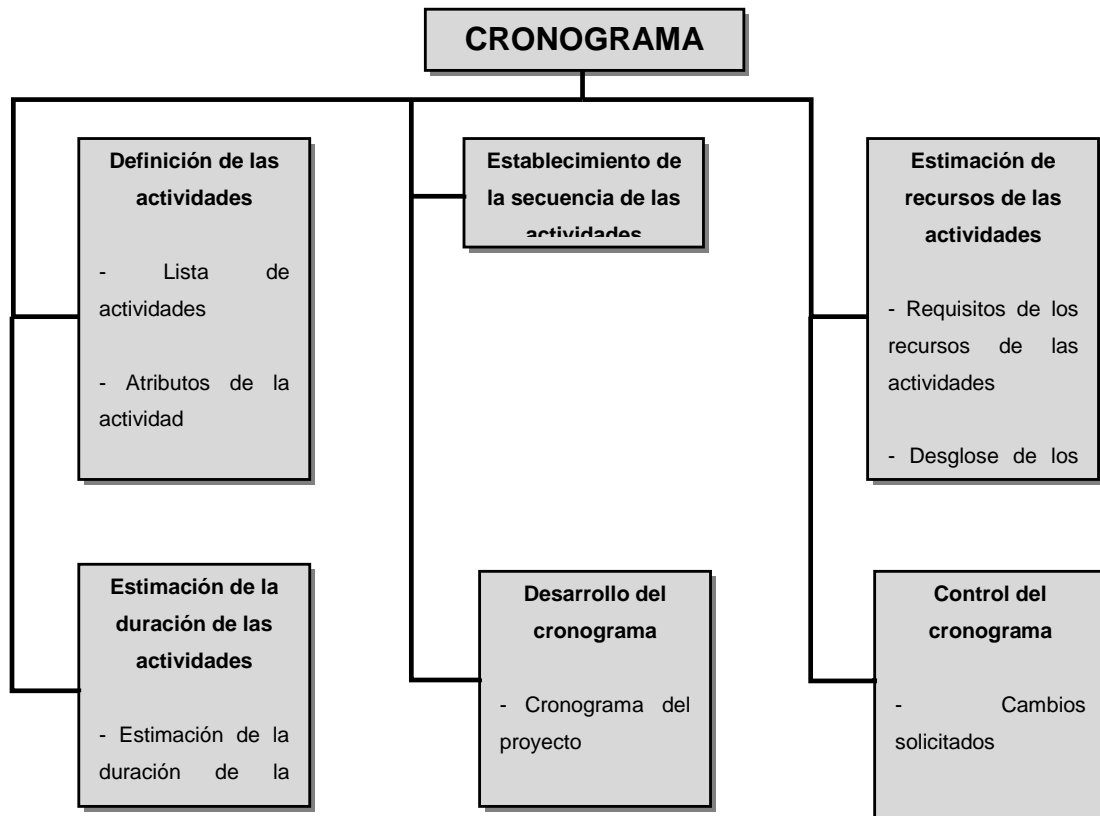 CRONOGRAMA
Definición de las
actividades
- Lista de
actividades
- Atributos de la
actividad
Establecimiento de
la secuencia de las
actividades
Estimación de
recursos de las
actividades
- Requisitos de los
recursos de las
actividades
- Desglose de los
Estimación de la
duración de las
actividades
- Estimación de la
duración de la
Desarrollo del
cronograma
- Cronograma del
proyecto
Control del
cronograma
- Cambios
solicitados